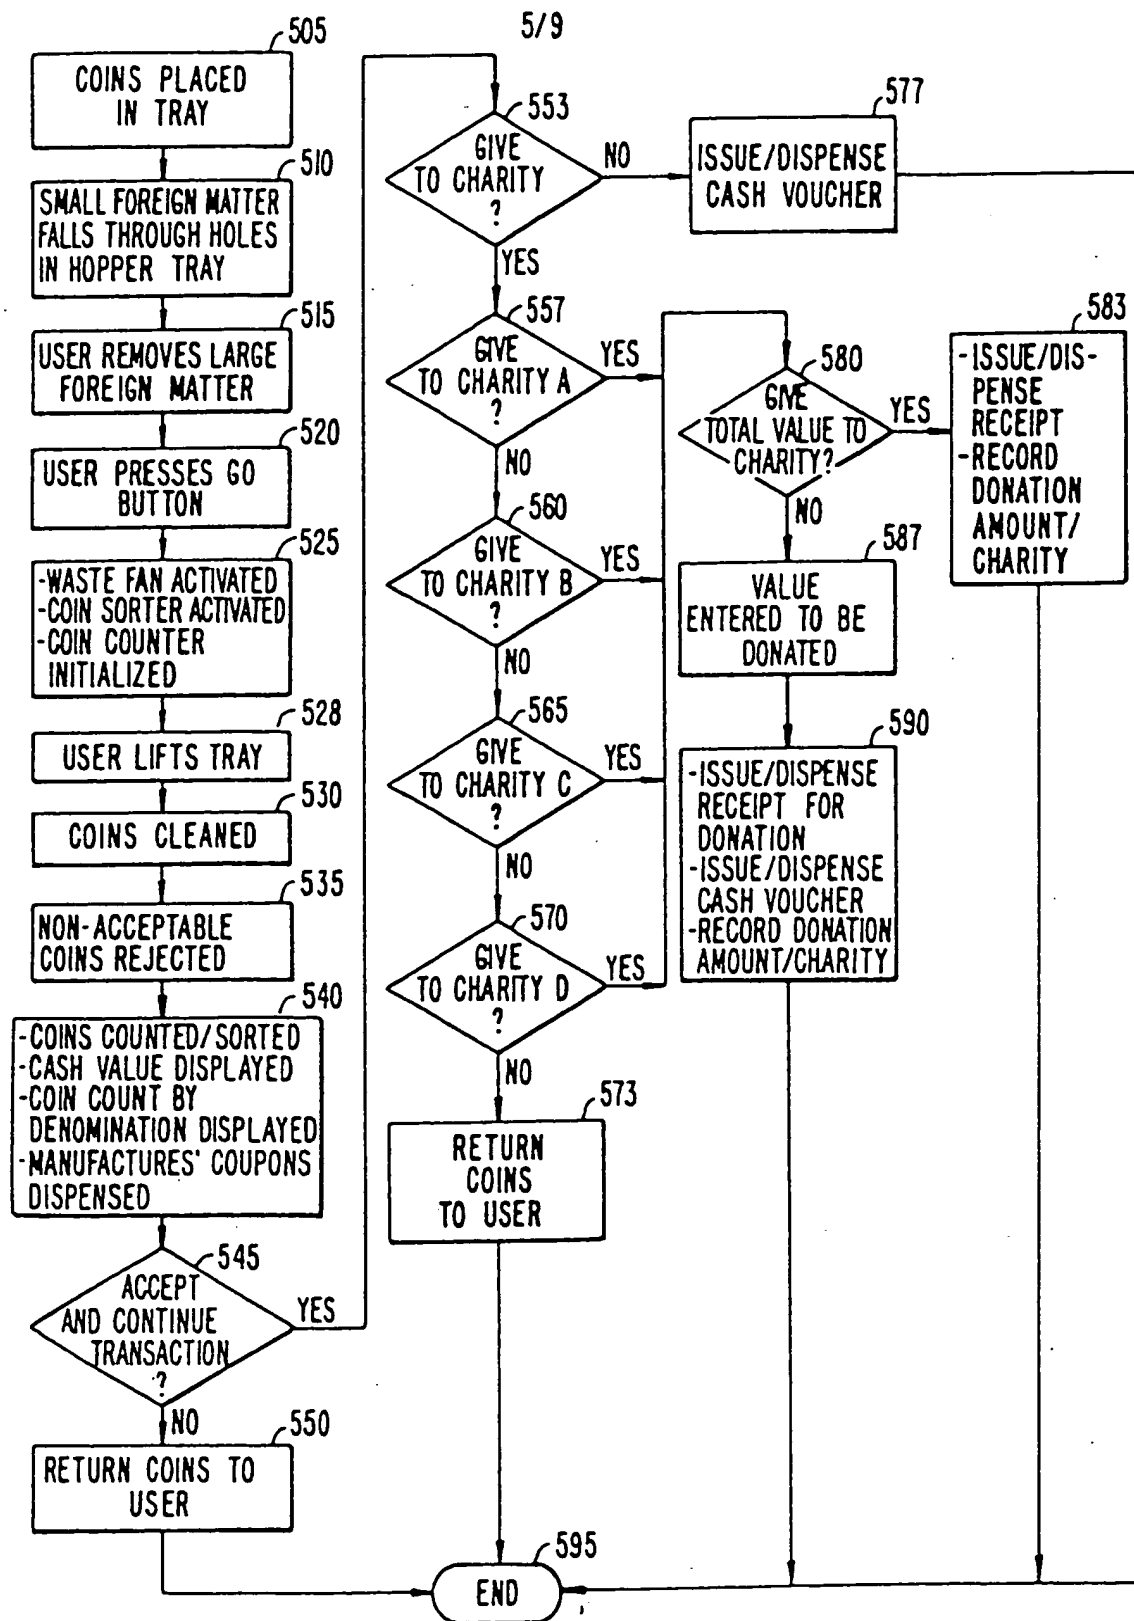 5/9
505
COINS PLACED
IN TRAY
510
SMALL FOREIGN MATTER
FALLS THROUGH HOLES
IN HOPPER TRAY
515
USER REMOVES LARGE
FOREIGN MATTER
520
USER PRESSES GO
BUTTON
525
-WASTE FAN ACTIVATED
-COIN SORTER ACTIVATED
-COIN COUNTER
INITIALIZED
528
USER LIFTS TRAY
530
COINS CLEANED
535
NON-ACCEPTABLE
COINS REJECTED
540
-COINS COUNTED/SORTED
-CASH VALUE DISPLAYED
-COIN COUNT BY
DENOMINATION DISPLAYED
-MANUFACTURES' COUPONS
DISPENSED
545
ACCEPT
AND CONTINUE
TRANSACTION
?
YES
NO
550
RETURN COINS TO
USER
553
GIVE
TO CHARITY
?
NO
YES
557
GIVE
TO CHARITY A
?
YES
NO
560
GIVE
TO CHARITY B
?
YES
NO
565
GIVE
TO CHARITY C
?
YES
NO
570
GIVE
TO CHARITY D
?
YES
NO
573
RETURN
COINS
TO USER
577
ISSUE/DISPENSE
CASH VOUCHER
580
GIVE
TOTAL VALUE TO
CHARITY?
YES
NO
583
-ISSUE/DIS-
PENSE
RECEIPT
-RECORD
DONATION
AMOUNT/
CHARITY
587
VALUE
ENTERED TO BE
DONATED
590
-ISSUE/DISPENSE
RECEIPT FOR
DONATION
-ISSUE/DISPENSE
CASH VOUCHER
-RECORD DONATION
AMOUNT/CHARITY
595
END